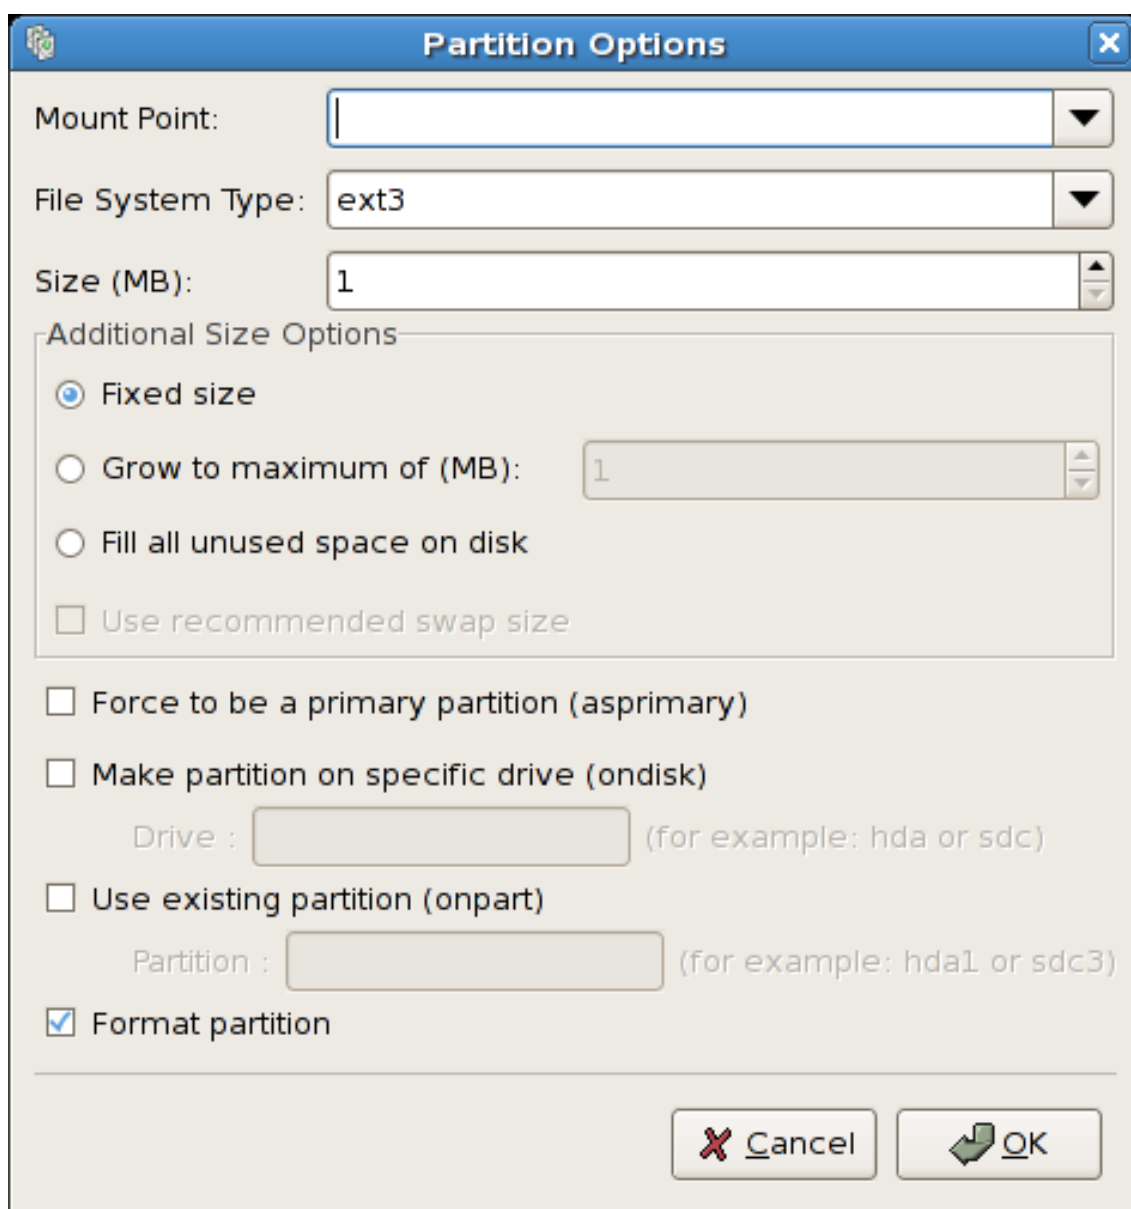 Partition Options
Mount Point:
File System Type: ext3
Size (MB): 1
Additional Size Options
Fixed size
Grow to maximum of (MB): 1
Fill all unused space on disk
Use recommended swap size
Force to be a primary partition (asprimary)
Make partition on specific drive (ondisk)
Drive : (for example: hda or sdc)
Use existing partition (onpart)
Partition : (for example: hda1 or sdc3)
Format partition
Cancel OK